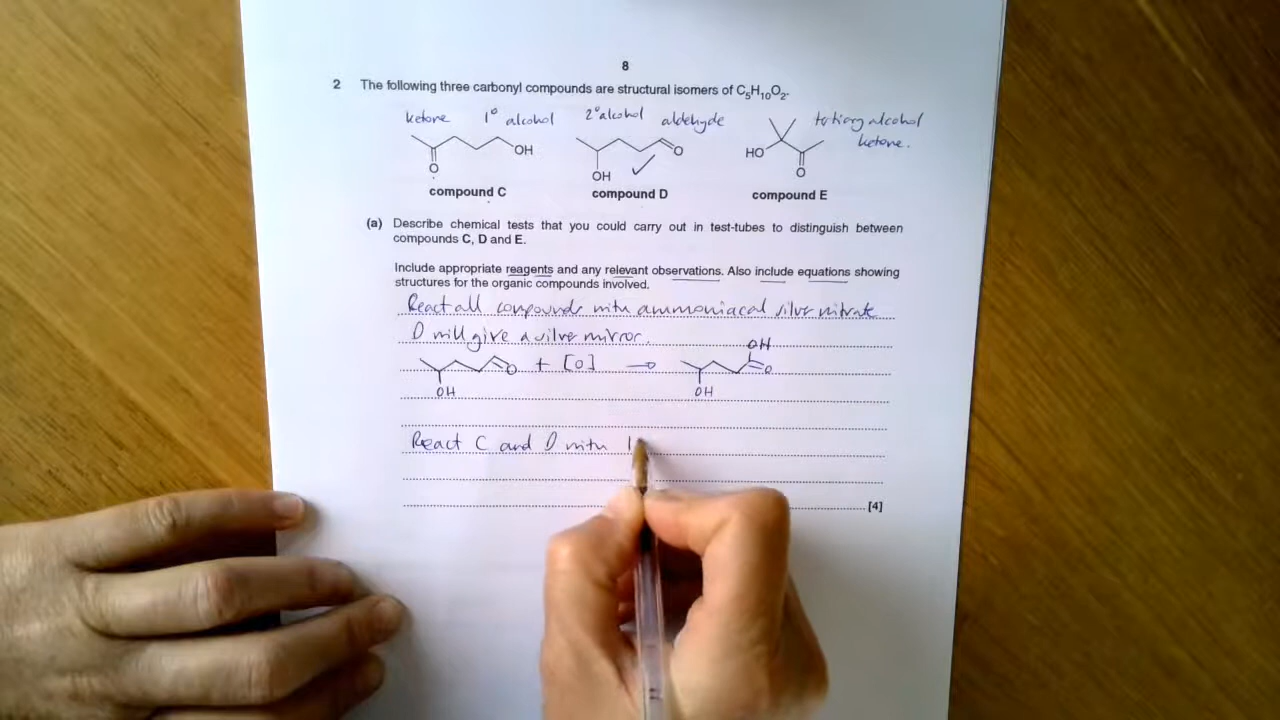 8
2 The following three carbonyl compounds are structural isomers of C5H10O2.
ketone 1° alcohol 2° alcohol aldehyde tertiary alcohol
ketone.
OH O HO
O OH O
compound C compound D compound E
(a) Describe chemical tests that you could carry out in test-tubes to distinguish between
compounds C, D and E.
Include appropriate reagents and any relevant observations. Also include equations showing
structures for the organic compounds involved.
React all compounds with ammoniacal silver nitrate
D will give a silver mirror.
OH
O + [O] → O
OH OH
React C and D with
[4]